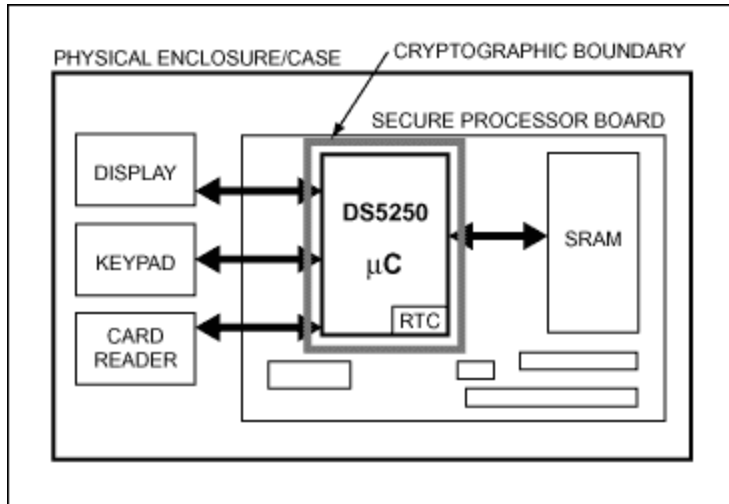 PHYSICAL ENCLOSURE/CASE
CRYPTOGRAPHIC BOUNDARY
SECURE PROCESSOR BOARD
DISPLAY
KEYPAD
CARD
READER
DS5250
μC
RTC
SRAM